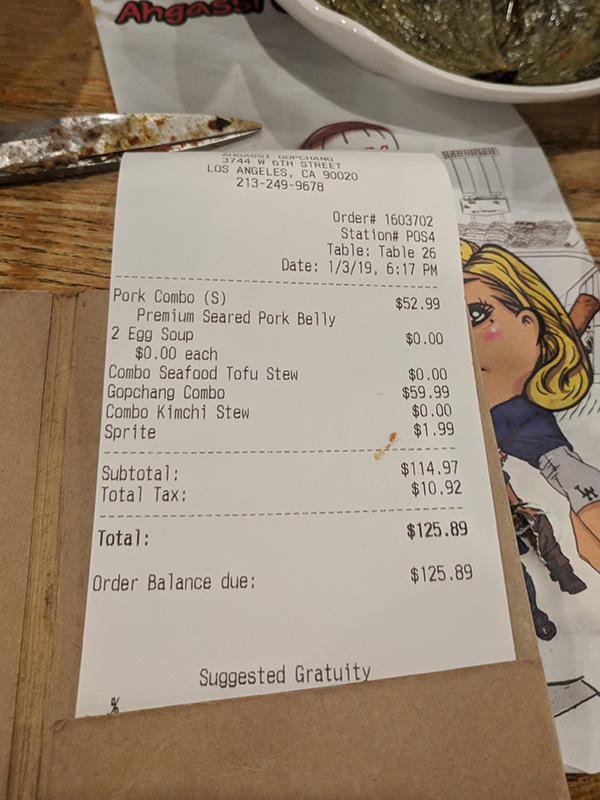 Ahgassi
AHGASSI GOPCHANG
3744 W 6TH STREET
LOS ANGELES, CA 90020
213-249-9678
Order# 1603702
Station# POS4
Table: Table 26
Date: 1/3/19, 6:17 PM
Pork Combo (S) $52.99
Premium Seared Pork Belly
2 Egg Soup $0.00
$0.00 each
Combo Seafood Tofu Stew $0.00
Gopchang Combo $59.99
Combo Kimchi Stew $0.00
Sprite $1.99
Subtotal: $114.97
Total Tax: $10.92
Total: $125.89
Order Balance due: $125.89
Suggested Gratuity
%